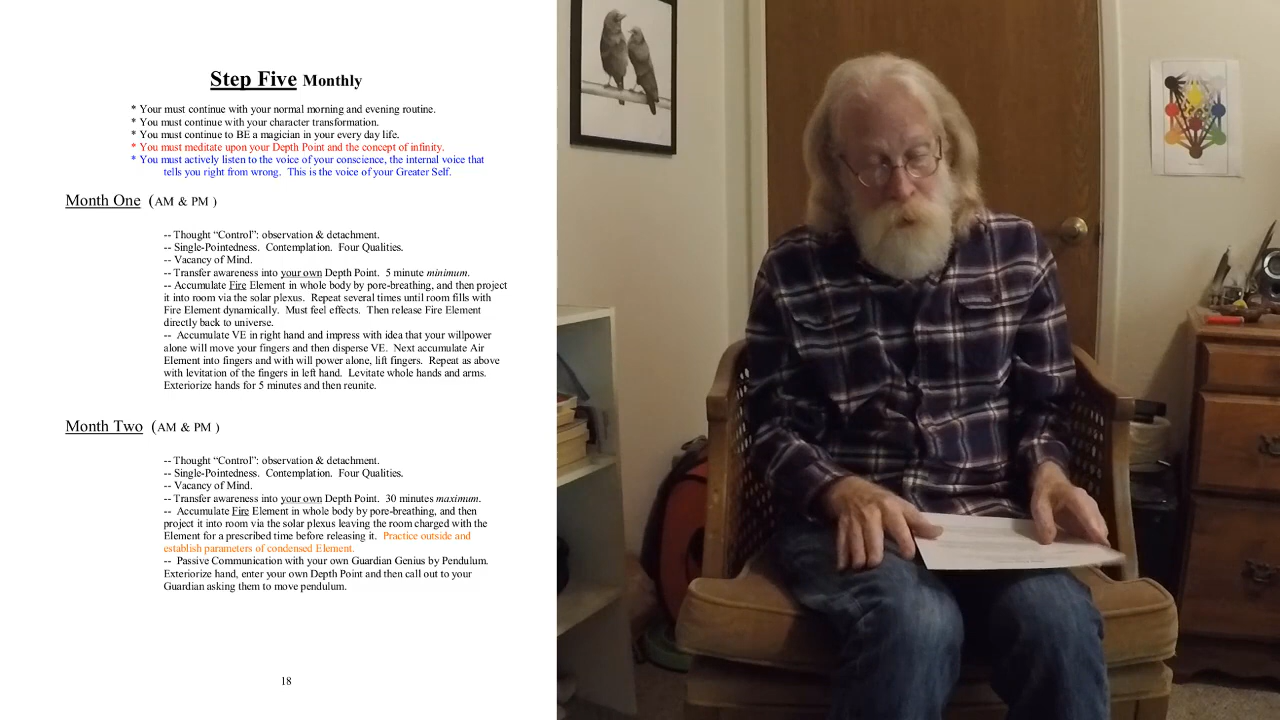 Step Five Monthly
* Your must continue with your normal morning and evening routine.
* You must continue with your character transformation.
* You must continue to BE a magician in your every day life.
* You must meditate upon your Depth Point and the concept of infinity.
* You must actively listen to the voice of your conscience, the internal voice that
tells you right from wrong. This is the voice of your Greater Self.
Month One (AM & PM )
-- Thought “Control”: observation & detachment.
-- Single-Pointedness. Contemplation. Four Qualities.
-- Vacancy of Mind.
-- Transfer awareness into your own Depth Point. 5 minute minimum.
-- Accumulate Fire Element in whole body by pore-breathing, and then project
it into room via the solar plexus. Repeat several times until room fills with
Fire Element dynamically. Must feel effects. Then release Fire Element
directly back to universe.
-- Accumulate VE in right hand and impress with idea that your willpower
alone will move your fingers and then disperse VE. Next accumulate Air
Element into fingers and with will power alone, lift fingers. Repeat as above
with levitation of the fingers in left hand. Levitate whole hands and arms.
Exteriorize hands for 5 minutes and then reunite.
Month Two (AM & PM )
-- Thought “Control”: observation & detachment.
-- Single-Pointedness. Contemplation. Four Qualities.
-- Vacancy of Mind.
-- Transfer awareness into your own Depth Point. 30 minutes maximum.
-- Accumulate Fire Element in whole body by pore-breathing, and then
project it into room via the solar plexus leaving the room charged with the
Element for a prescribed time before releasing it. Practice outside and
establish parameters of condensed Element.
-- Passive Communication with your own Guardian Genius by Pendulum.
Exteriorize hand, enter your own Depth Point and then call out to your
Guardian asking them to move pendulum.
18